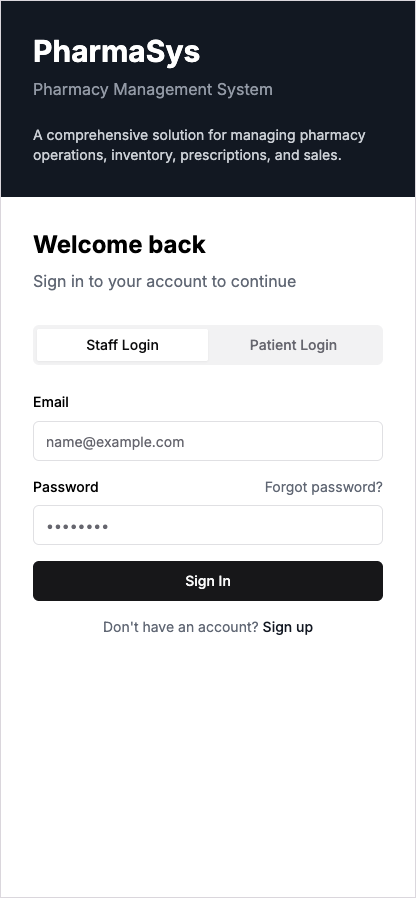 PharmaSys
Pharmacy Management System
A comprehensive solution for managing pharmacy
operations, inventory, prescriptions, and sales.
Welcome back
Sign in to your account to continue
Staff Login
Patient Login
Email
name@example.com
Password
Forgot password?
••••••••
Sign In
Don't have an account? Sign up